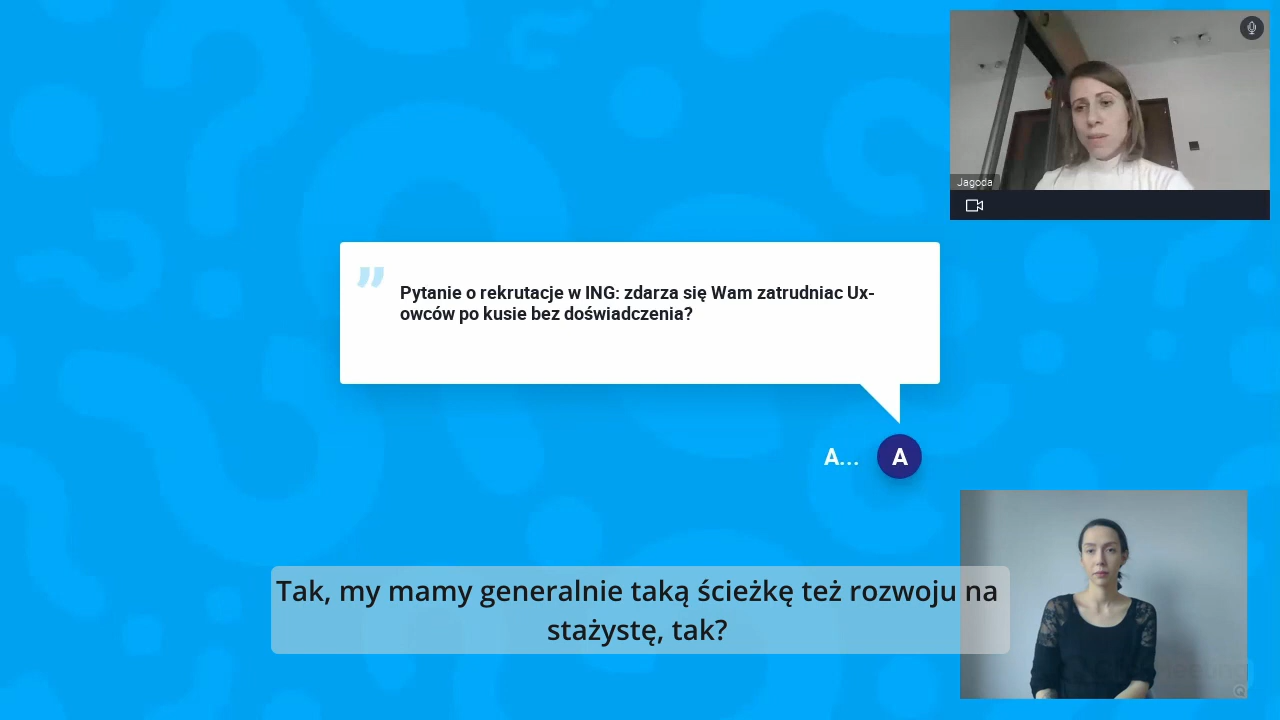 Jagoda
Pytanie o rekrutacje w ING: zdarza się Wam zatrudniac Ux-
owców po kusie bez doświadczenia?
A... A
Tak, my mamy generalnie taką ścieżkę też rozwoju na
stażystę, tak?